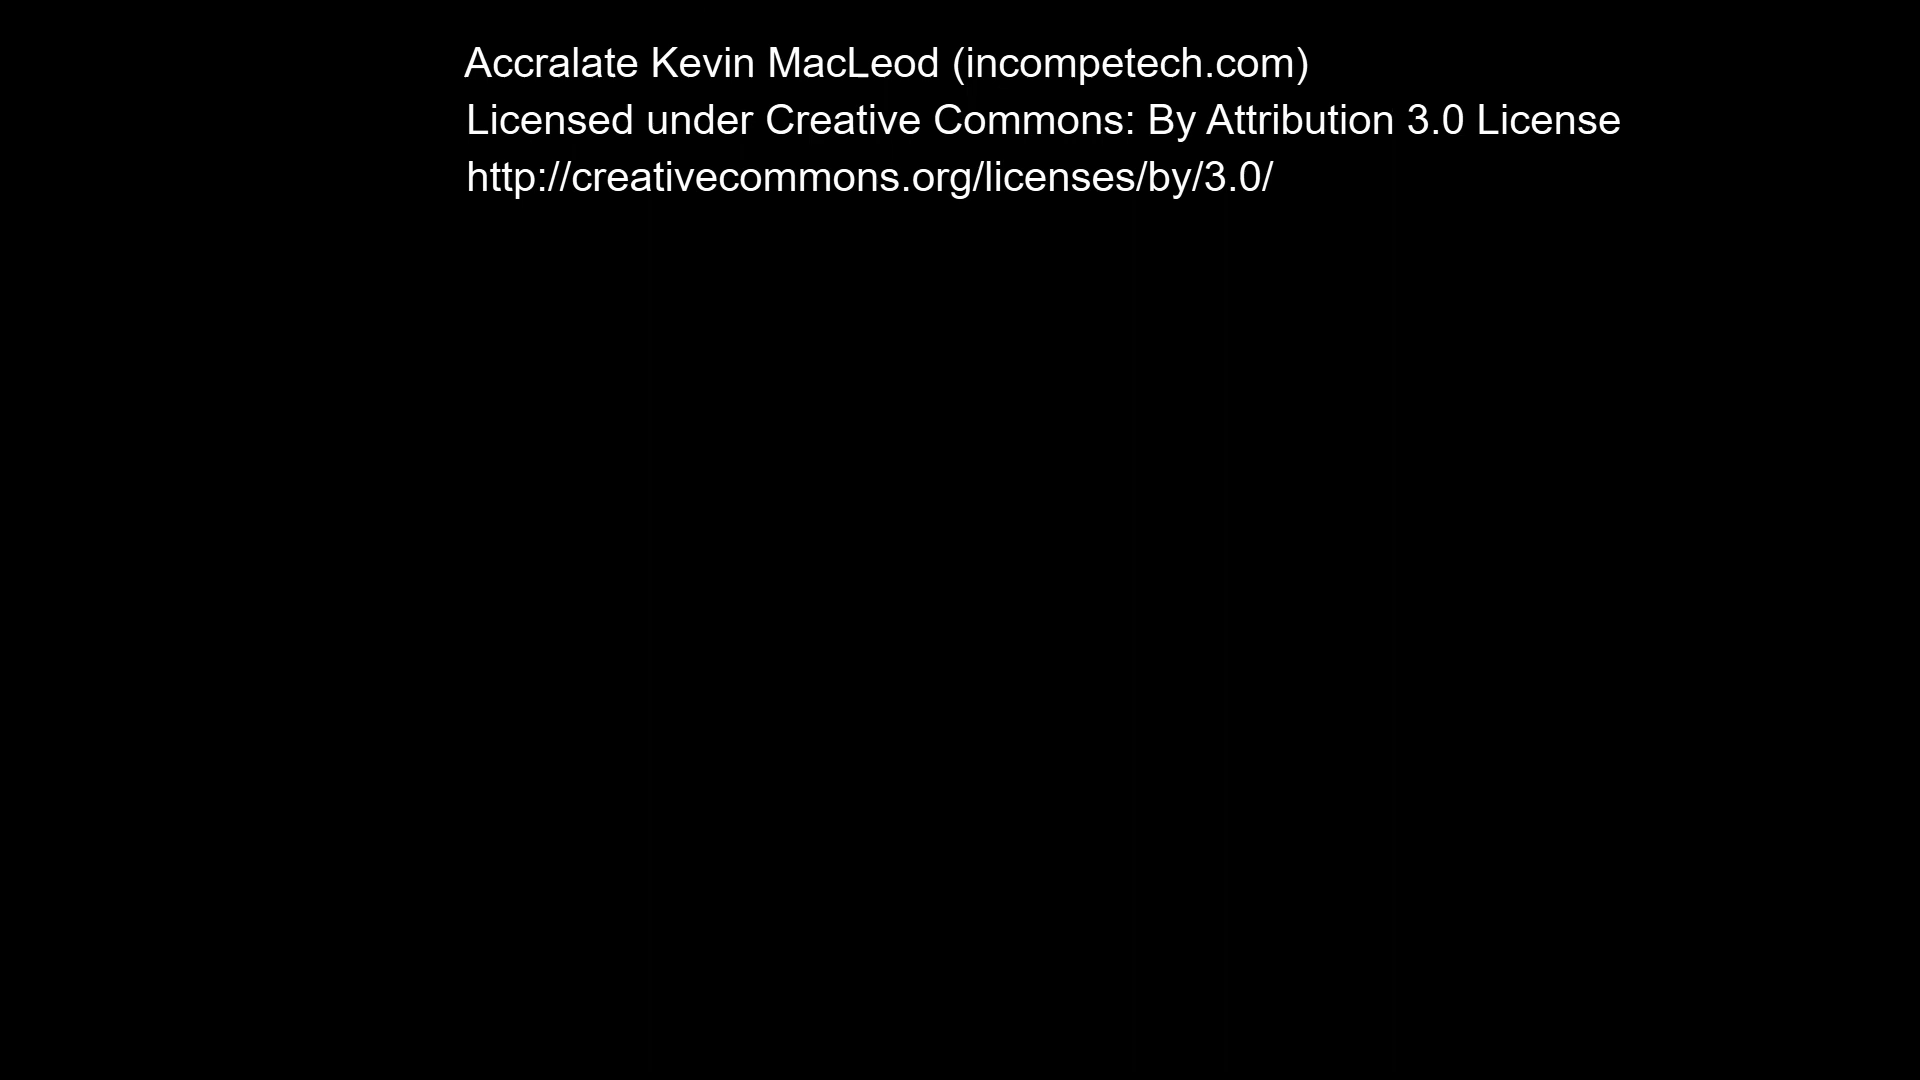 Accralate Kevin MacLeod (incompetech.com)
Licensed under Creative Commons: By Attribution 3.0 License
http://creativecommons.org/licenses/by/3.0/